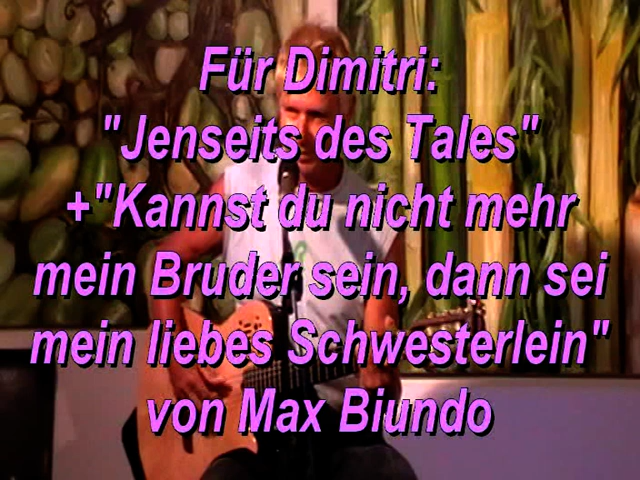 Für Dimitri:
"Jenseits des Tales"
+"Kannst du nicht mehr
mein Bruder sein, dann sei
mein liebes Schwesterlein"
von Max Biundo